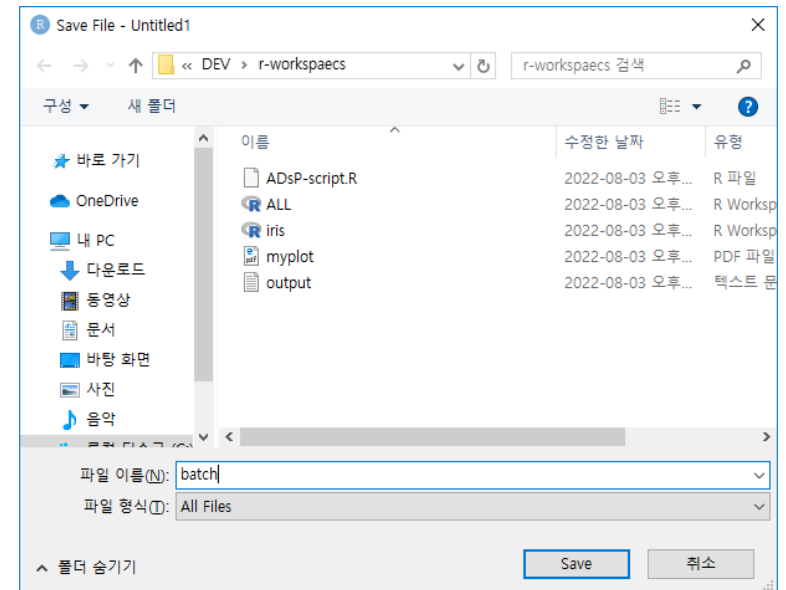 Save File - Untitled1
« DEV > r-workspaecs
r-workspaecs 검색
구성
새 폴더
이름
수정한 날짜
유형
바로 가기
OneDrive
내 PC
다운로드
동영상
문서
바탕 화면
사진
음악
ADsP-script.R
2022-08-03 오후...
R 파일
ALL
2022-08-03 오후...
R Worksp
iris
2022-08-03 오후...
R Worksp
myplot
2022-08-03 오후...
PDF 파일
output
2022-08-03 오후...
텍스트 문
파일 이름(N): batch
파일 형식(T): All Files
폴더 숨기기
Save
취소